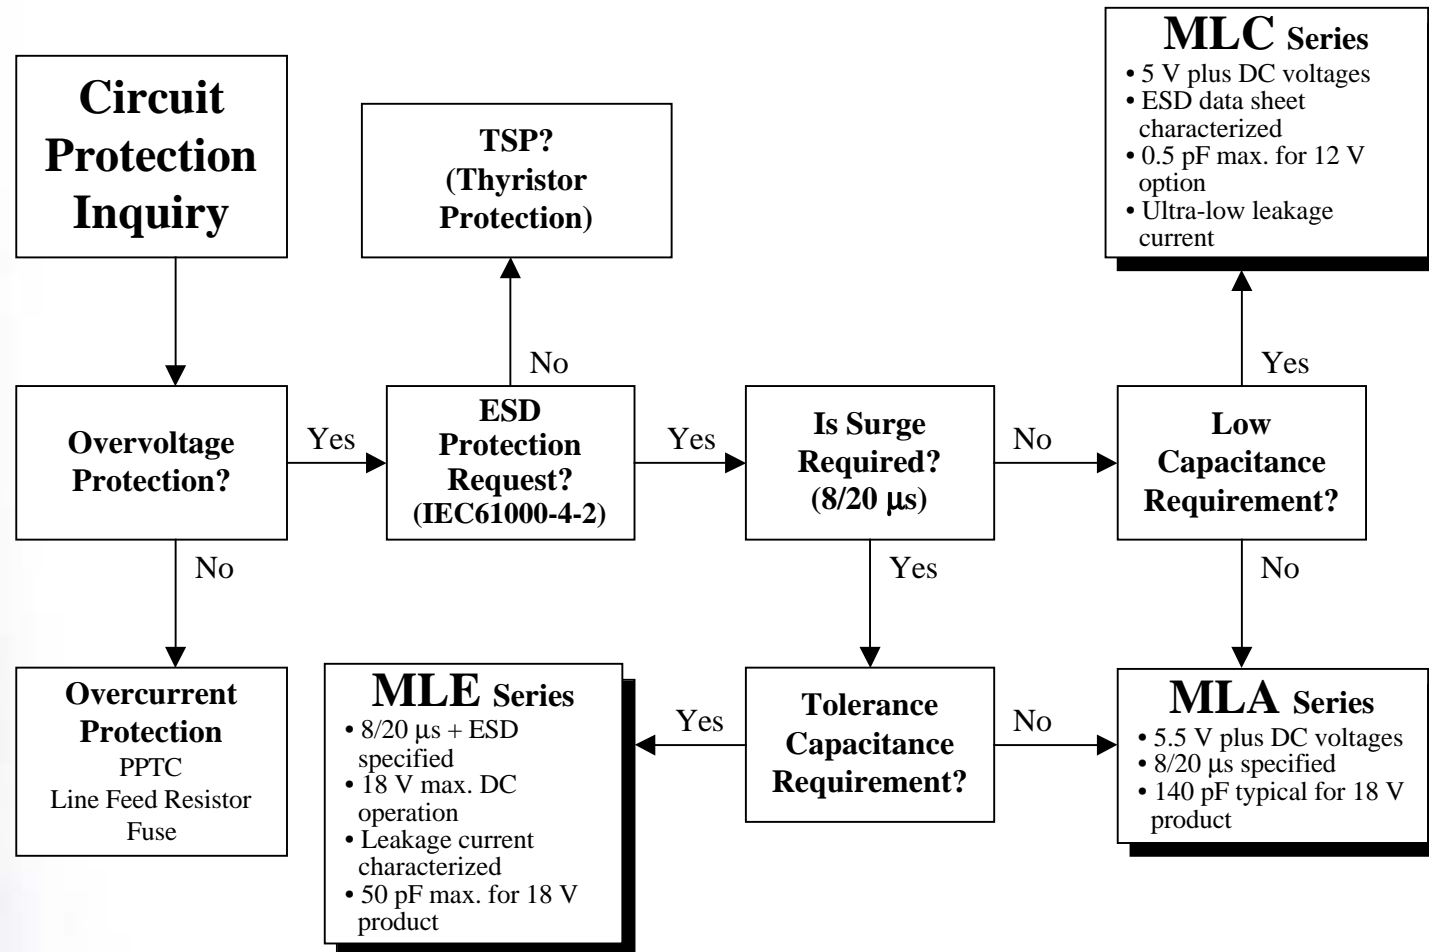 Circuit
Protection
Inquiry
TSP?
(Thyristor
Protection)
MLC Series
• 5 V plus DC voltages
• ESD data sheet
characterized
• 0.5 pF max. for 12 V
option
• Ultra-low leakage
current
No
Yes
Overvoltage
Protection?
Yes
ESD
Protection
Request?
(IEC61000-4-2)
Yes
Is Surge
Required?
(8/20 μs)
No
Low
Capacitance
Requirement?
No
Yes
No
Overcurrent
Protection
PPTC
Line Feed Resistor
Fuse
MLE Series
• 8/20 μs + ESD
specified
• 18 V max. DC
operation
• Leakage current
characterized
• 50 pF max. for 18 V
product
Yes
Tolerance
Capacitance
Requirement?
No
MLA Series
• 5.5 V plus DC voltages
• 8/20 μs specified
• 140 pF typical for 18 V
product